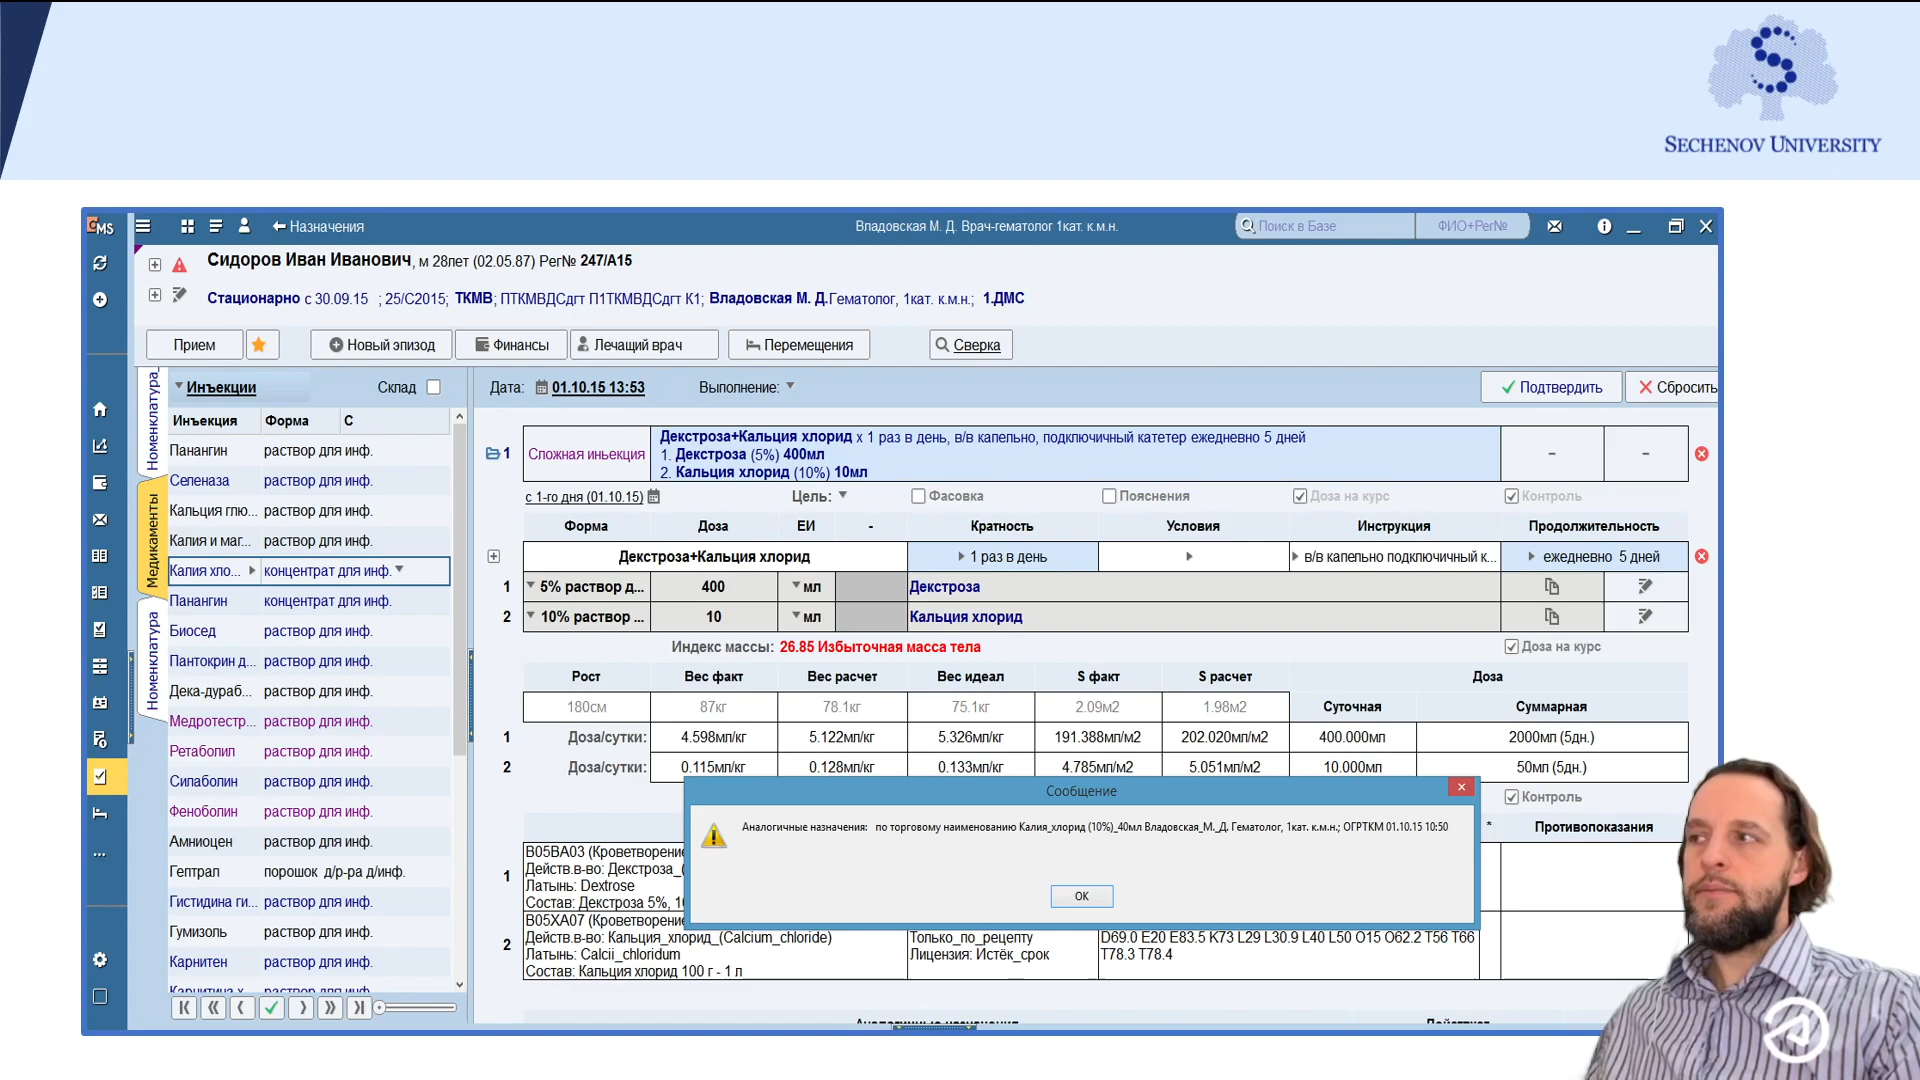 SECHENOV UNIVERSITY
MS
Назначения
Владовская М. Д. Врач-гематолог 1кат. к.м.н.
Поиск в Базе
ФИО+Рег№
Сидоров Иван Иванович, м 28лет (02.05.87) Рег№ 247/А15
Стационарно с 30.09.15 ; 25/С2015; ТКМВ; ПТКМВДСдгт П1ТКМВДСдгт К1; Владовская М. Д.Гематолог, 1кат. к.м.н.; 1.ДМС
Прием
Новый эпизод
Финансы
Лечащий врач
Перемещения
Сверка
Номенклатура
Медикаменты
Номенклатура
Инъекции
Склад
Дата: 01.10.15 13:53
Выполнение:
Подтвердить
Сбросить
Инъекция Форма С
Панангин раствор для инф.
Селеназа раствор для инф.
Кальция глю... раствор для инф.
Калия и маг... раствор для инф.
Калия хло... концентрат для инф.
Панангин концентрат для инф.
Биосед раствор для инф.
Пантокрин д... раствор для инф.
Дека-дураб... раствор для инф.
Медротестр... раствор для инф.
Ретаболил раствор для инф.
Силаболин раствор для инф.
Феноболин раствор для инф.
Амниоцен раствор для инф.
Гептрал порошок д/р-ра д/инф.
Гистидина ги... раствор для инф.
Гумизоль раствор для инф.
Карнитен раствор для инф.
1 Сложная инъекция
Декстроза+Кальция хлорид х 1 раз в день, в/в капельно, подключичный катетер ежедневно 5 дней
1. Декстроза (5%) 400мл
2. Кальция хлорид (10%) 10мл
– –
с 1-го дня (01.10.15)
Цель:
Фасовка
Пояснения
Доза на курс
Контроль
Форма Доза ЕИ - Кратность Условия Инструкция Продолжительность
Декстроза+Кальция хлорид 1 раз в день в/в капельно подключичный к... ежедневно 5 дней
1 5% раствор д... 400 мл Декстроза
2 10% раствор ... 10 мл Кальция хлорид
Индекс массы: 26.85 Избыточная масса тела
Доза на курс
Рост Вес факт Вес расчет Вес идеал S факт S расчет Доза
180см 87кг 78.1кг 75.1кг 2.09м2 1.98м2 Суточная Суммарная
1 Доза/сутки: 4.598мл/кг 5.122мл/кг 5.326мл/кг 191.388мл/м2 202.020мл/м2 400.000мл 2000мл (5дн.)
2 Доза/сутки: 0.115мл/кг 0.128мл/кг 0.133мл/кг 4.785мл/м2 5.051мл/м2 10.000мл 50мл (5дн.)
Сообщение
Аналогичные назначения: по торговому наименованию Калия_хлорид (10%)_40мл Владовская_М._Д. Гематолог, 1кат. к.м.н.; ОГРТКМ 01.10.15 10:50
ОК
Контроль
* Противопоказания
1
B05BA03 (Кроветворение
Действ.в-во: Декстроза_(
Латынь: Dextrose
Состав: Декстроза 5%, 10
2
B05XA07 (Кроветворение
Действ.в-во: Кальция_хлорид_(Calcium_chloride)
Латынь: Calcii_chloridum
Состав: Кальция хлорид 100 г - 1 л
Только_по_рецепту
Лицензия: Истёк_срок
D69.0 E20 E83.5 K73 L29 L30.9 L40 L50 O15 O62.2 T56 T66
T78.3 T78.4